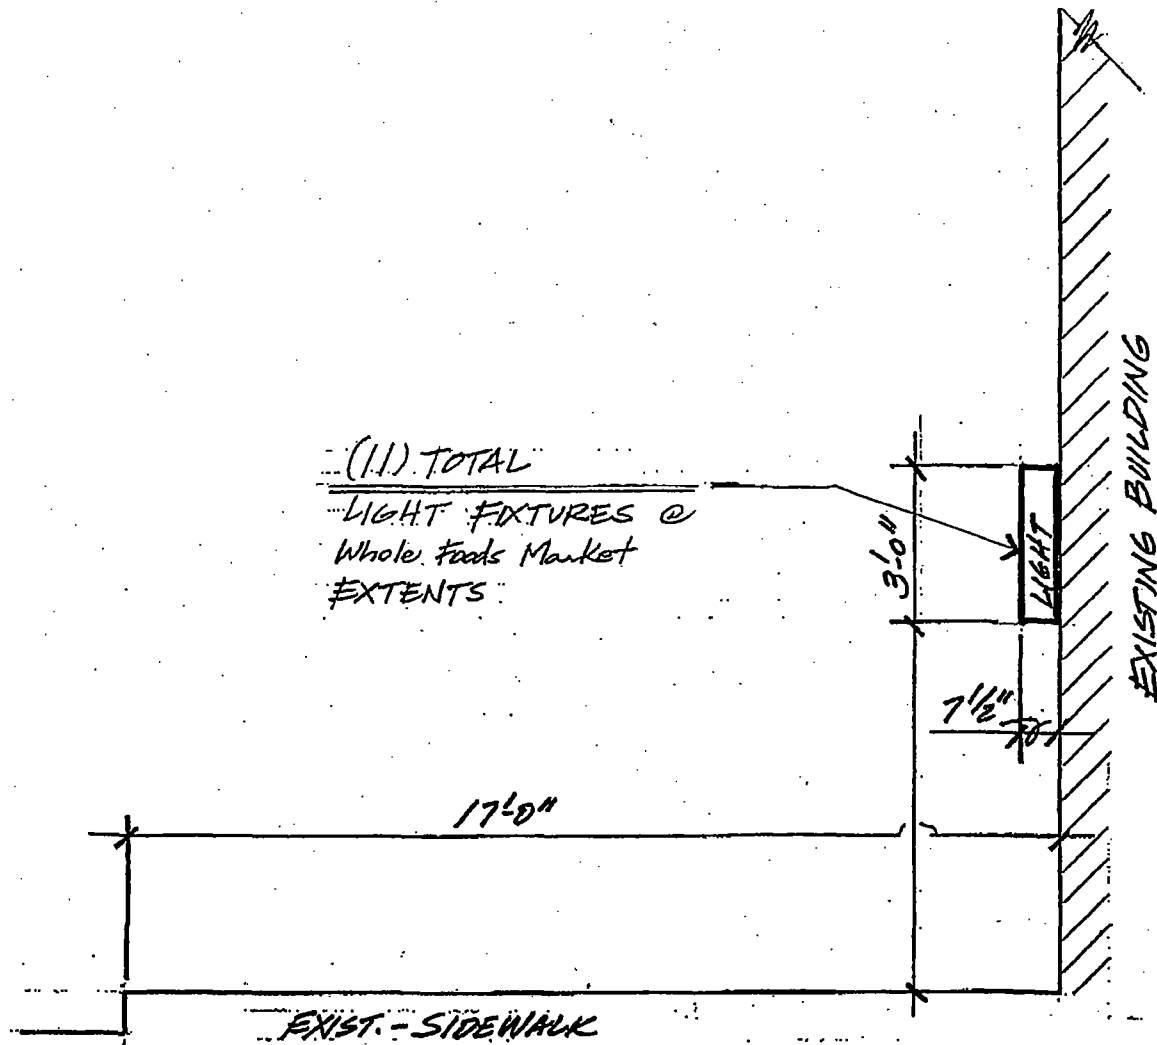 (11) TOTAL
LIGHT FIXTURES @
Whole Foods Market
EXTENTS
3'-0"
LIGHT
EXISTING BUILDING
7 1/2"
17'-0"
EXIST. - SIDEWALK